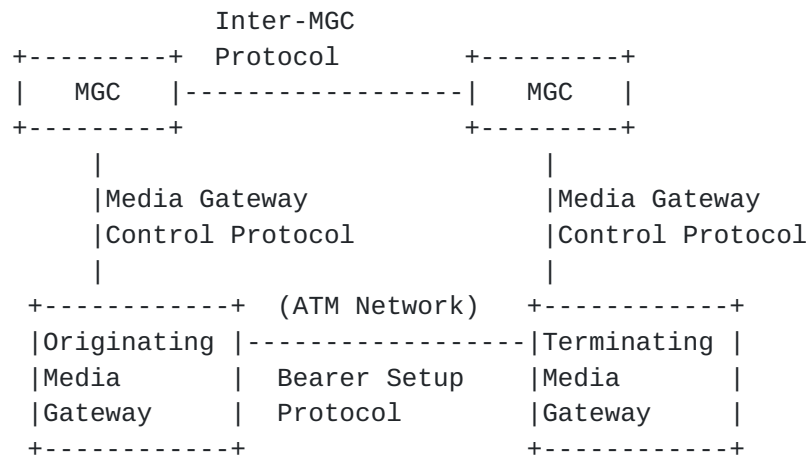 Inter-MGC
+---------+  Protocol        +---------+
|   MGC   |------------------|   MGC   |
+---------+                  +---------+
     |                            |
     |Media Gateway               |Media Gateway
     |Control Protocol            |Control Protocol
     |                            |
 +------------+  (ATM Network)   +------------+
 |Originating |------------------|Terminating |
 |Media       |  Bearer Setup    |Media       |
 |Gateway     |  Protocol        |Gateway     |
 +------------+                  +------------+